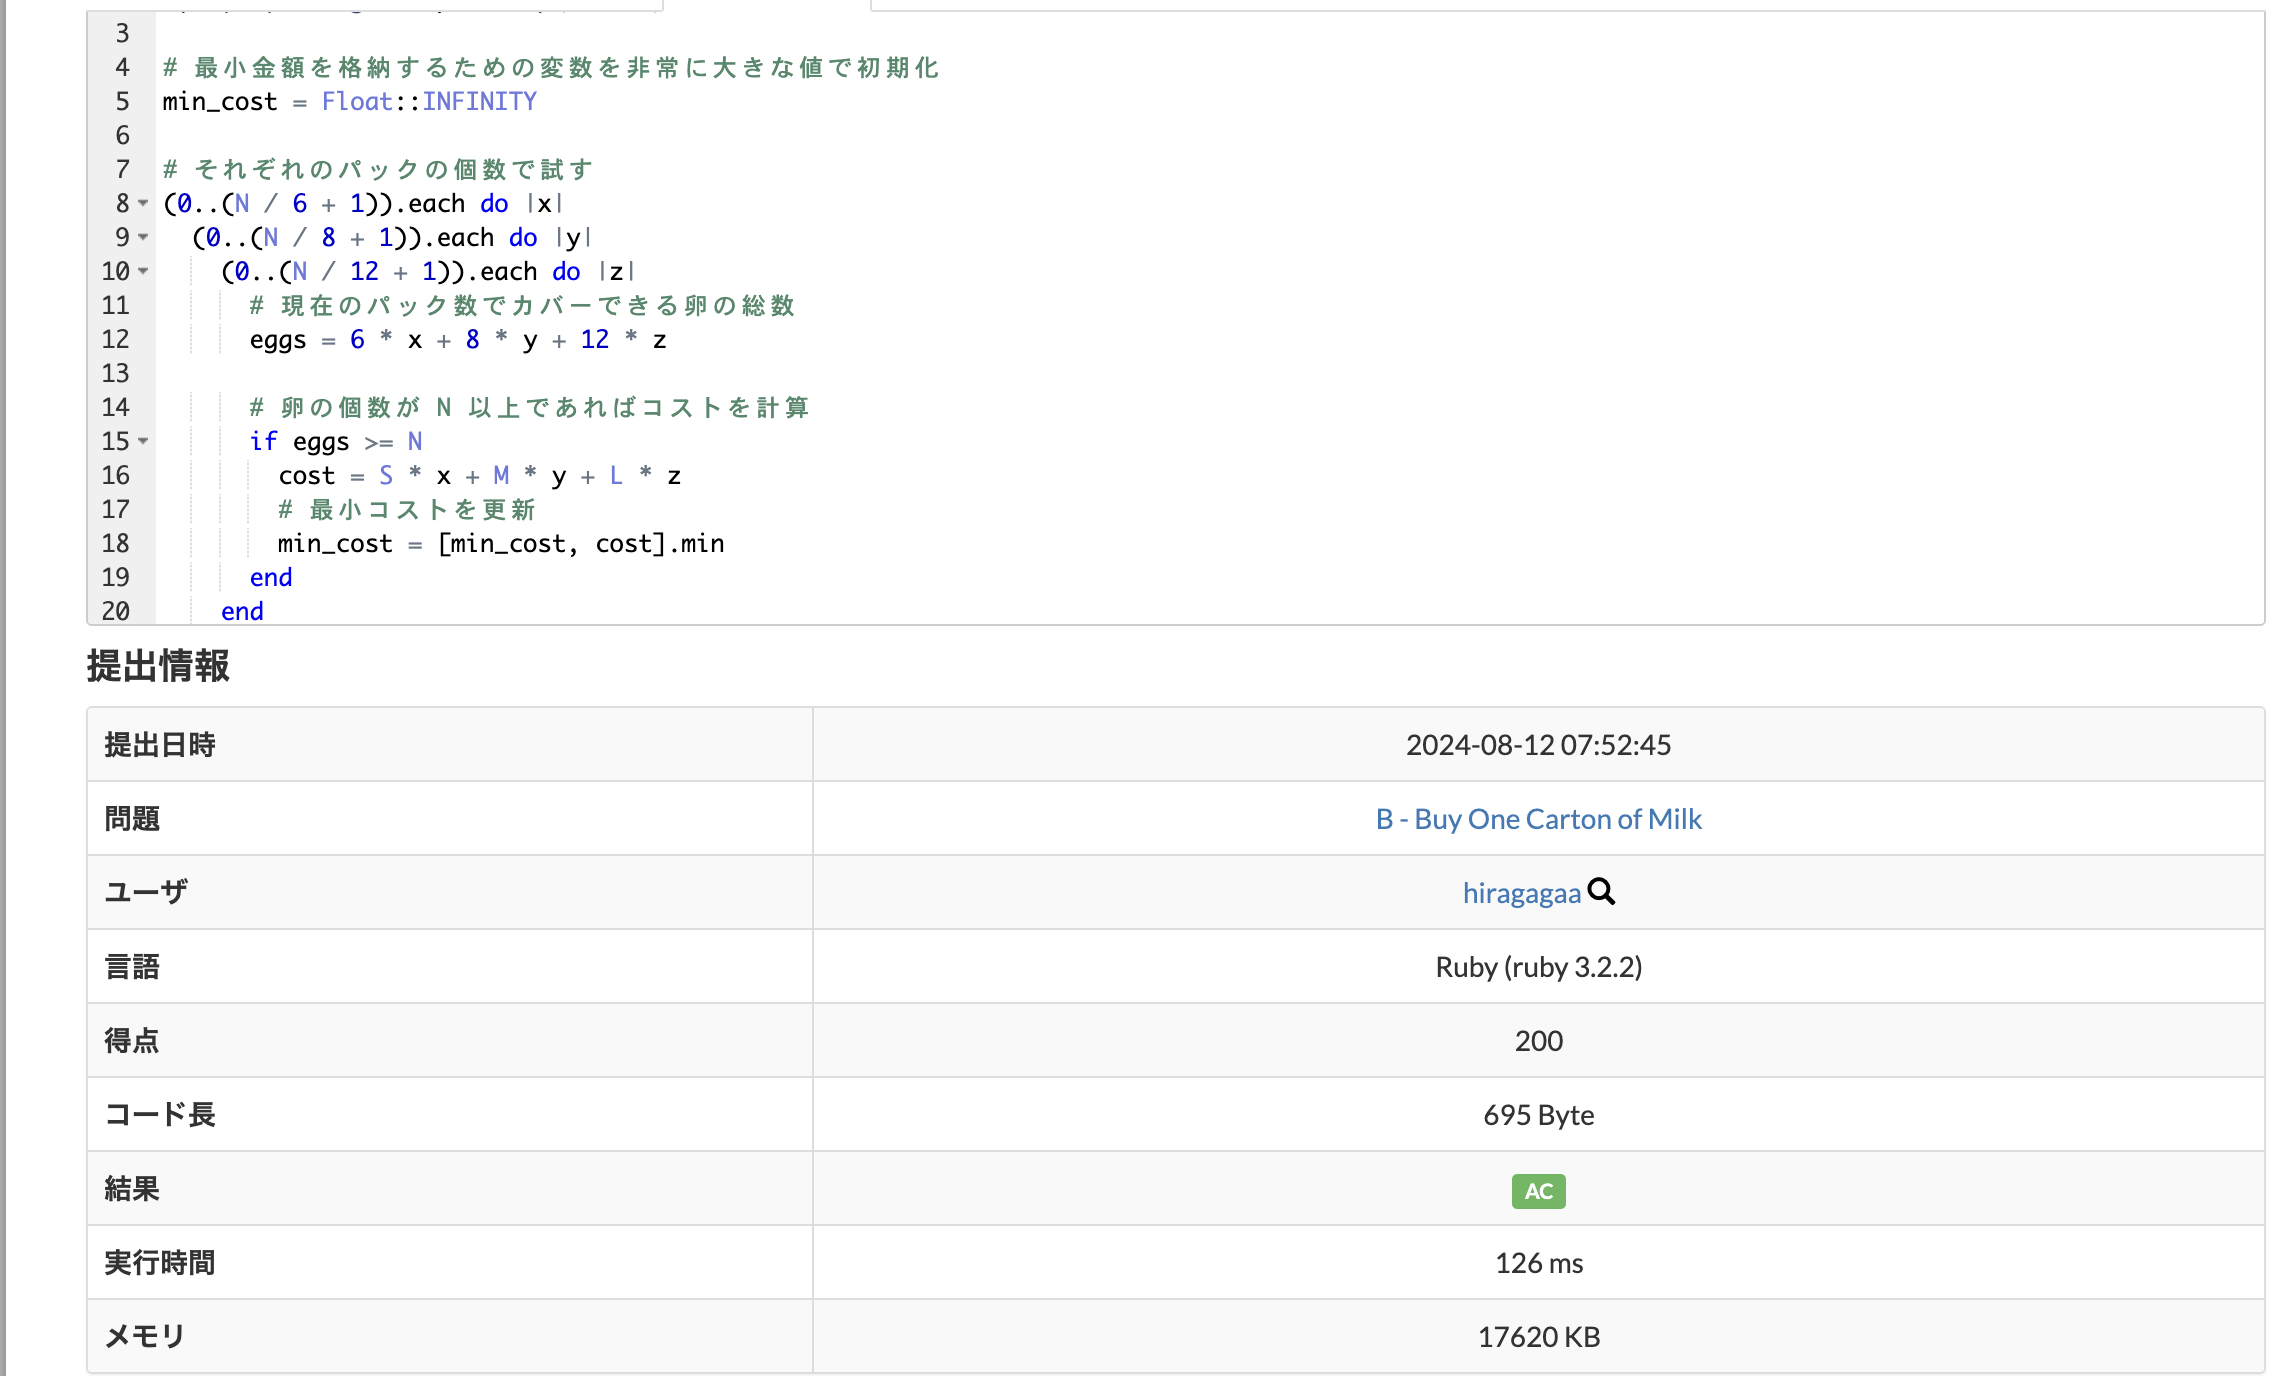 3
4 # 最小金額を格納するための変数を非常に大きな値で初期化
5 min_cost = Float::INFINITY
6
7 # それぞれのパックの個数で試す
8 (0..(N / 6 + 1)).each do |x|
9 (0..(N / 8 + 1)).each do |y|
10 (0..(N / 12 + 1)).each do |z|
11 # 現在のパック数でカバーできる卵の総数
12 eggs = 6 * x + 8 * y + 12 * z
13
14 # 卵の個数が N 以上であればコストを計算
15 if eggs >= N
16 cost = S * x + M * y + L * z
17 # 最小コストを更新
18 min_cost = [min_cost, cost].min
19 end
20 end
提出情報
提出日時 2024-08-12 07:52:45
問題 B - Buy One Carton of Milk
ユーザ hiragagaa
言語 Ruby (ruby 3.2.2)
得点 200
コード長 695 Byte
結果 AC
実行時間 126 ms
メモリ 17620 KB